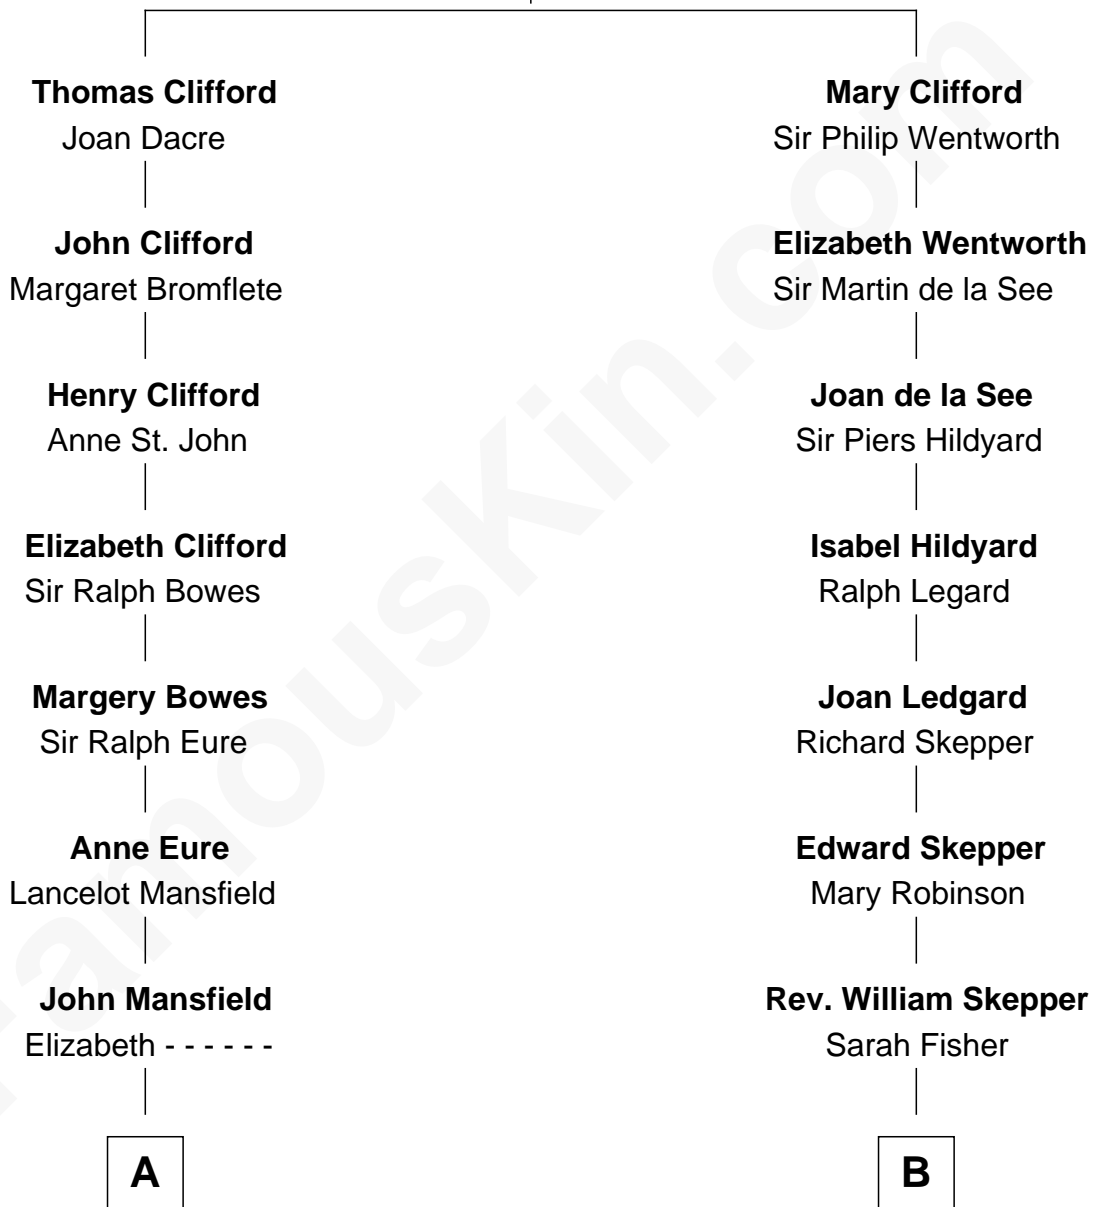 Thomas Clifford
Joan Dacre
Mary Clifford
Sir Philip Wentworth
John Clifford
Margaret Bromflete
Elizabeth Wentworth
Sir Martin de la See
Henry Clifford
Anne St. John
Joan de la See
Sir Piers Hildyard
Elizabeth Clifford
Sir Ralph Bowes
Isabel Hildyard
Ralph Legard
Margery Bowes
Sir Ralph Eure
Joan Ledgard
Richard Skepper
Anne Eure
Lancelot Mansfield
Edward Skepper
Mary Robinson
John Mansfield
Elizabeth - - - - - -
Rev. William Skepper
Sarah Fisher
A
B
FamousKin.com